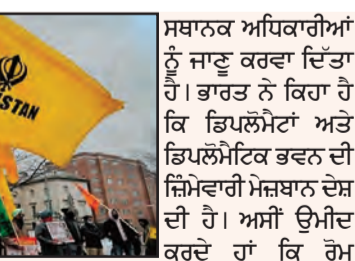 STAN
ਸਥਾਨਕ ਅਧਿਕਾਰੀਆਂ
ਨੂੰ ਜਾਣੂ ਕਰਵਾ ਦਿੱਤਾ
ਹੈ। ਭਾਰਤ ਨੇ ਕਿਹਾ ਹੈ
ਕਿ ਡਿਪਲੋਮੈਟਾਂ ਅਤੇ
ਡਿਪਲੋਮੈਟਿਕ ਭਵਨ ਦੀ
ਜ਼ਿੰਮੇਵਾਰੀ ਮੇਜ਼ਬਾਨ ਦੇਸ਼
ਦੀ ਹੈ। ਅਸੀਂ ਉਮੀਦ
ਕਰਦੇ ਹਾਂ ਕਿ ਰੋਮ